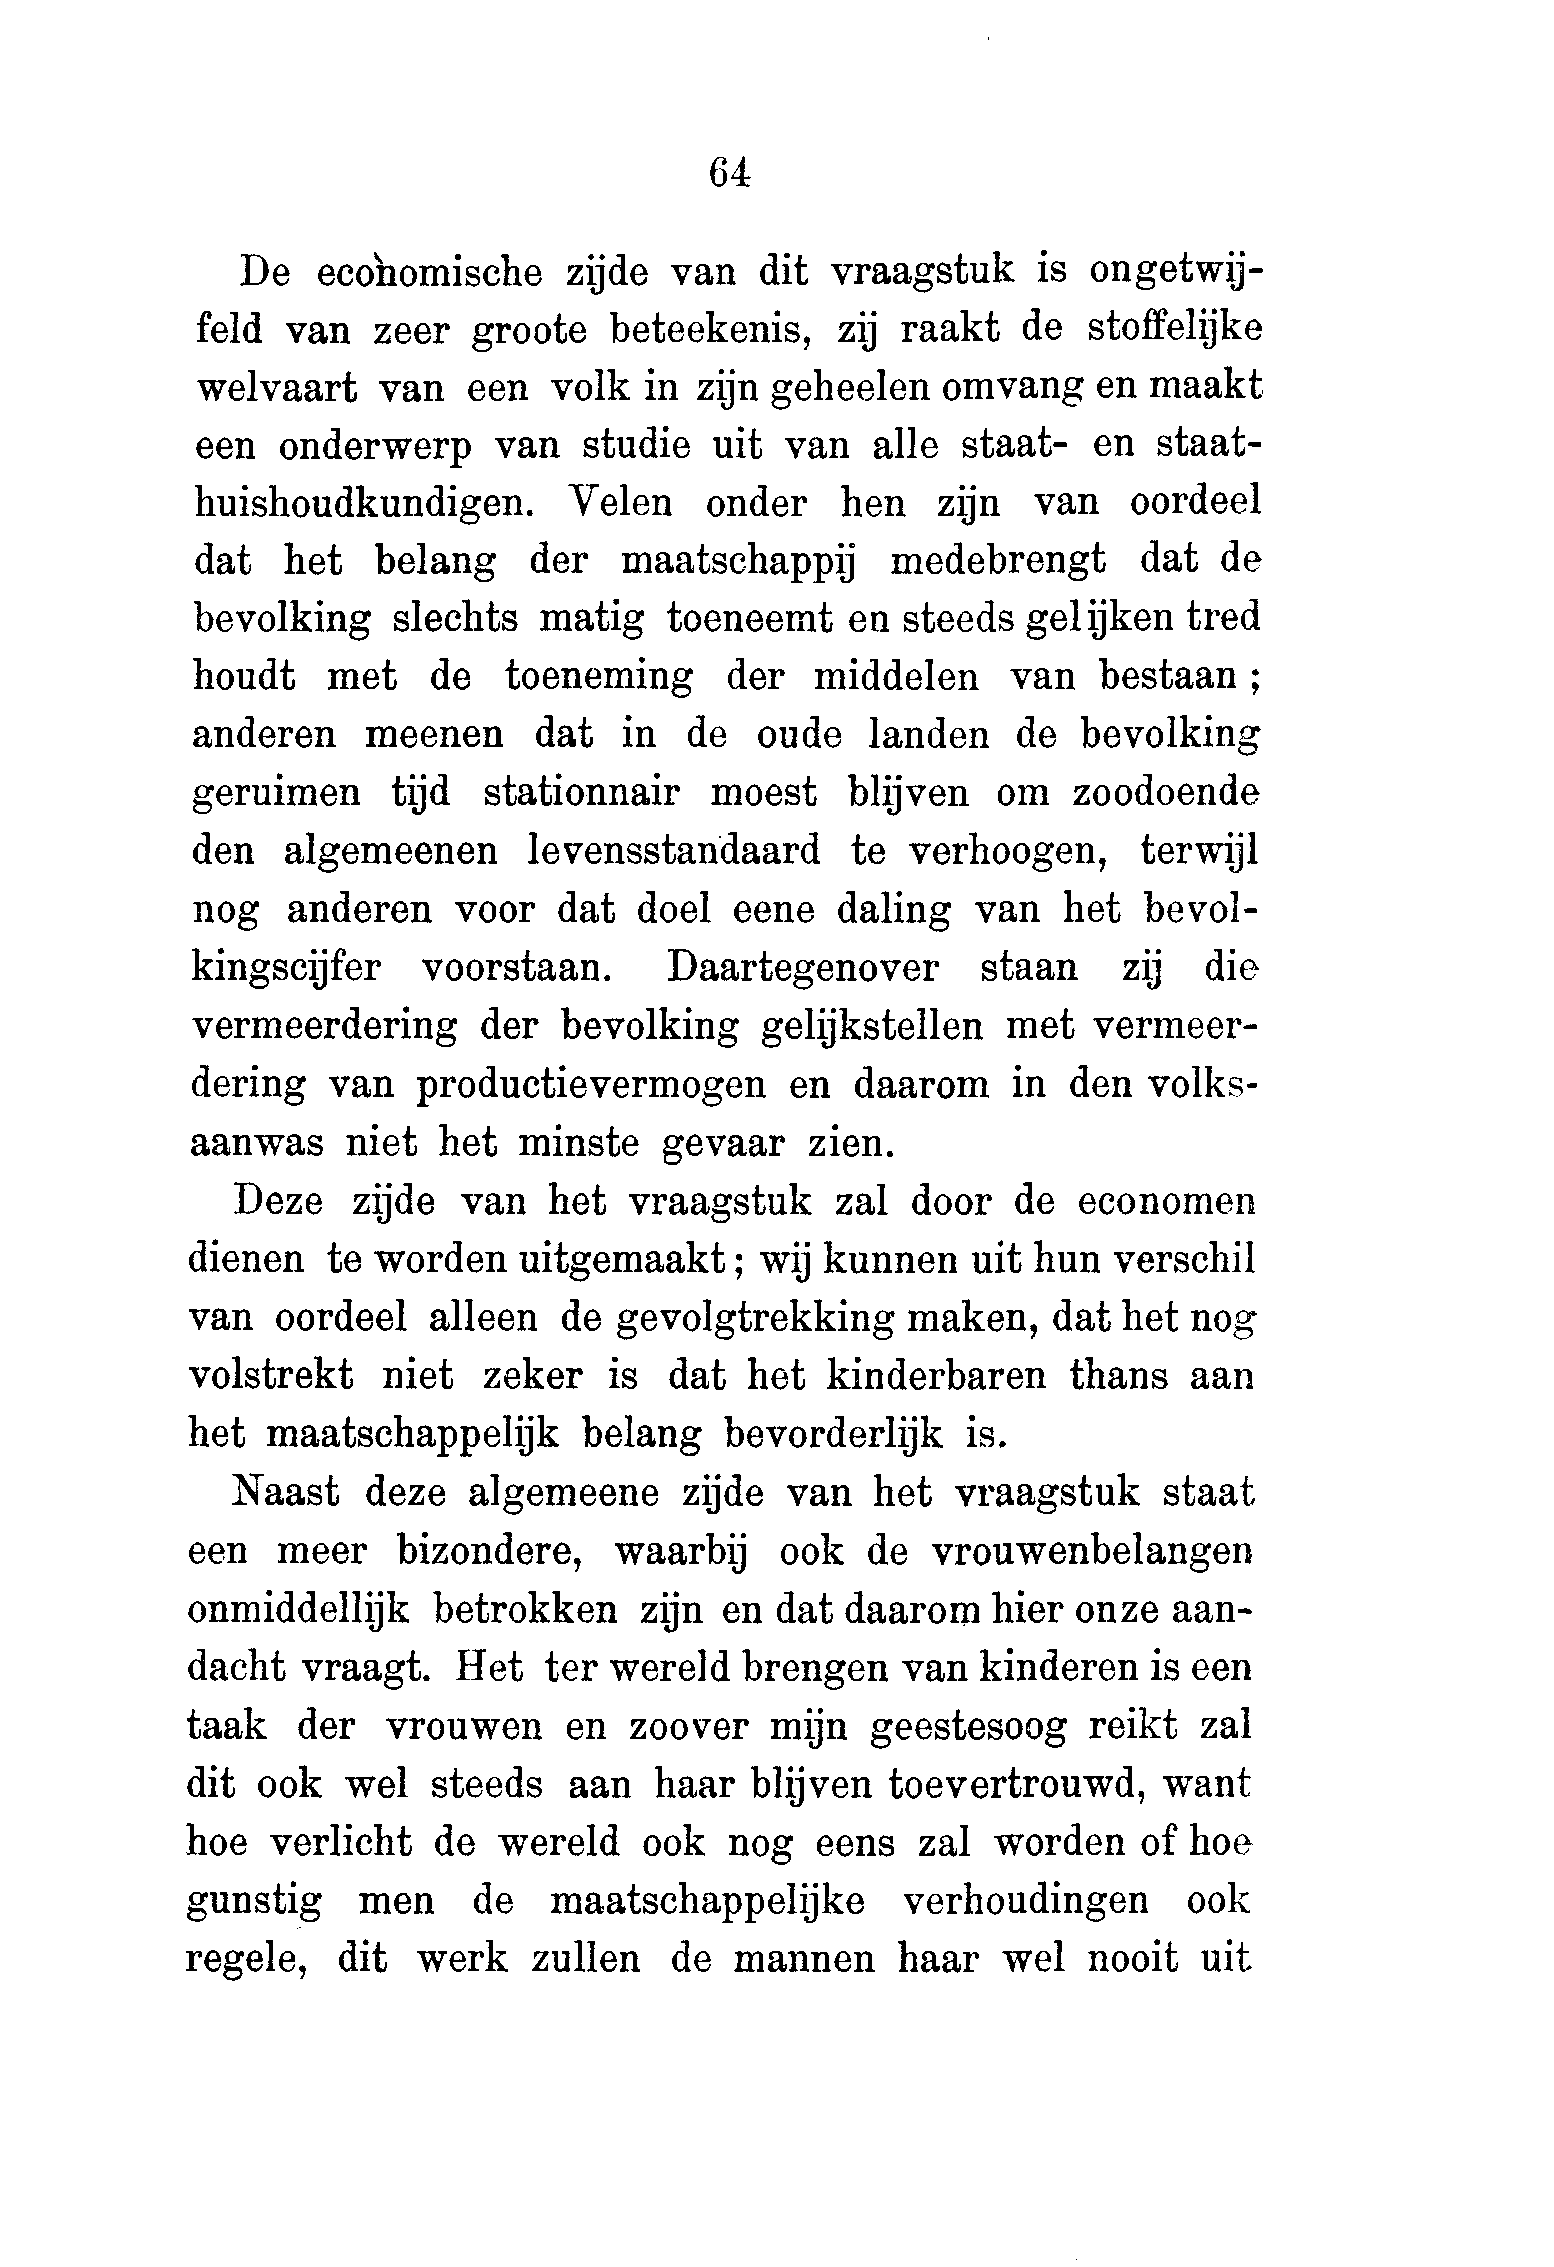 64
De economische zijde van dit vraagstuk is ongetwij-
feld van zeer groote beteekenis, zij raakt de stoffelijke
welvaart van een volk in zijn geheelen omvang en maakt
een onderwerp van studie uit van alle staat- en staat-
huishoudkundigen. Velen onder hen zijn van oordeel
dat het belang der maatschappij medebrengt dat de
bevolking slechts matig toeneemt en steeds gelijken tred
houdt met de toeneming der middelen van bestaan ;
anderen meenen dat in de oude landen de bevolking
geruimen tijd stationnair moest blijven om zoodoende
den algemeenen levensstandaard te verhoogen, terwijl
nog anderen voor dat doel eene daling van het bevol-
kingscijfer voorstaan. Daartegenover staan zij die
vermeerdering der bevolking gelijkstellen met vermeer-
dering van productievermogen en daarom in den volks-
aanwas niet het minste gevaar zien.
Deze zijde van het vraagstuk zal door de economen
dienen te worden uitgemaakt ; wij kunnen uit hun verschil
van oordeel alleen de gevolgtrekking maken, dat het nog
volstrekt niet zeker is dat het kinderbaren thans aan
het maatschappelijk belang bevorderlijk is.
Naast deze algemeene zijde van het vraagstuk staat
een meer bizondere, waarbij ook de vrouwenbelangen
onmiddellijk betrokken zijn en dat daarom hier onze aan-
dacht vraagt. Het ter wereld brengen van kinderen is een
taak der vrouwen en zoover mijn geestesoog reikt zal
dit ook wel steeds aan haar blijven toevertrouwd, want
hoe verlicht de wereld ook nog eens zal worden of hoe
gunstig men de maatschappelijke verhoudingen ook
regele, dit werk zullen de mannen haar wel nooit uit